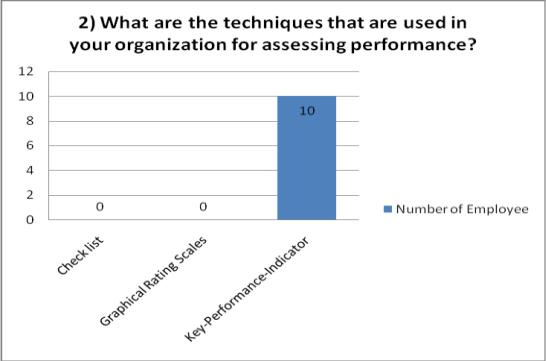 2) What are the techniques that are used in
your organization for assessing performance?
12
10
8
6
4
2
0
0
0
10
Check list
Graphical Rating Scales
Key-Performance-Indicator
Number of Employee